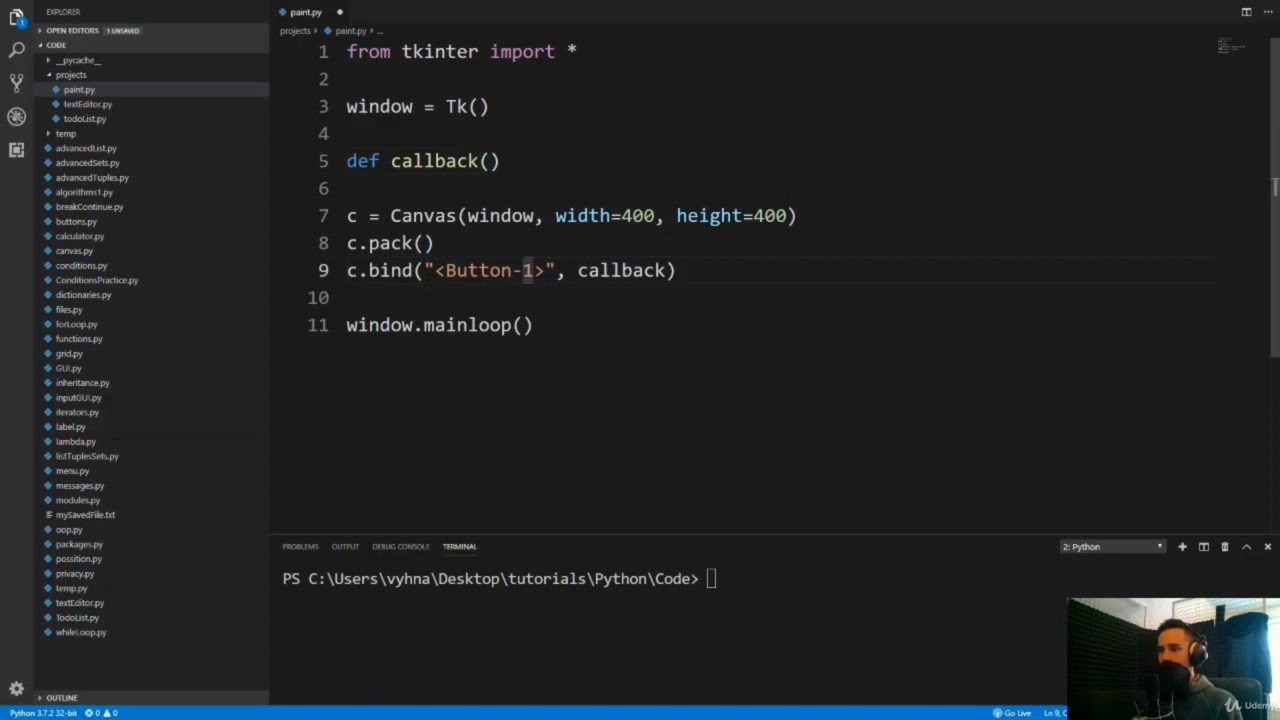 EXPLORER
OPEN EDITORS 1 UNSAVED
CODE
__pycache__
projects
paint.py
textEditor.py
todoList.py
temp
advancedList.py
advancedSets.py
advancedTuples.py
algorithms1.py
breakContinue.py
buttons.py
calculator.py
canvas.py
conditions.py
ConditionsPractice.py
dictionaries.py
files.py
forLoop.py
functions.py
grid.py
GUI.py
inheritance.py
inputGUI.py
iterators.py
label.py
lambda.py
listTuplesSets.py
menu.py
messages.py
modules.py
mySavedFile.txt
oop.py
packages.py
possition.py
privacy.py
temp.py
textEditor.py
TodoList.py
whileLoop.py
OUTLINE
paint.py
projects > paint.py > ...
1 from tkinter import *
2
3 window = Tk()
4
5 def callback()
6
7 c = Canvas(window, width=400, height=400)
8 c.pack()
9 c.bind("<Button-1>", callback)
10
11 window.mainloop()
PROBLEMS OUTPUT DEBUG CONSOLE TERMINAL 2: Python
PS C:\Users\vyhna\Desktop\tutorials\Python\Code>
Python 3.7.2 32-bit 0 0 Go Live Ln 9,
Udemy